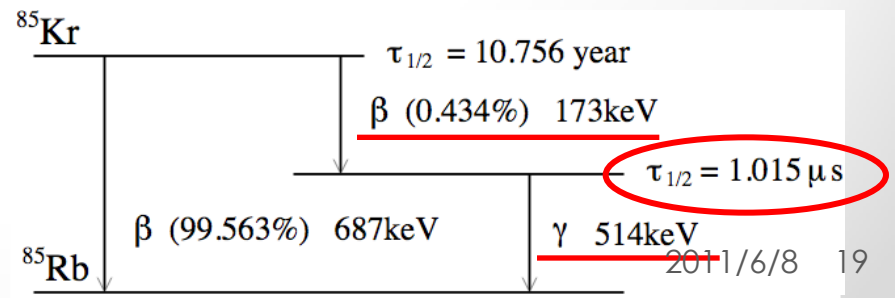 ⁸⁵Kr
τ₁/₂ = 10.756 year
β (0.434%) 173keV
τ₁/₂ = 1.015 μs
β (99.563%) 687keV
γ 514keV
⁸⁵Rb
2011/6/8 19